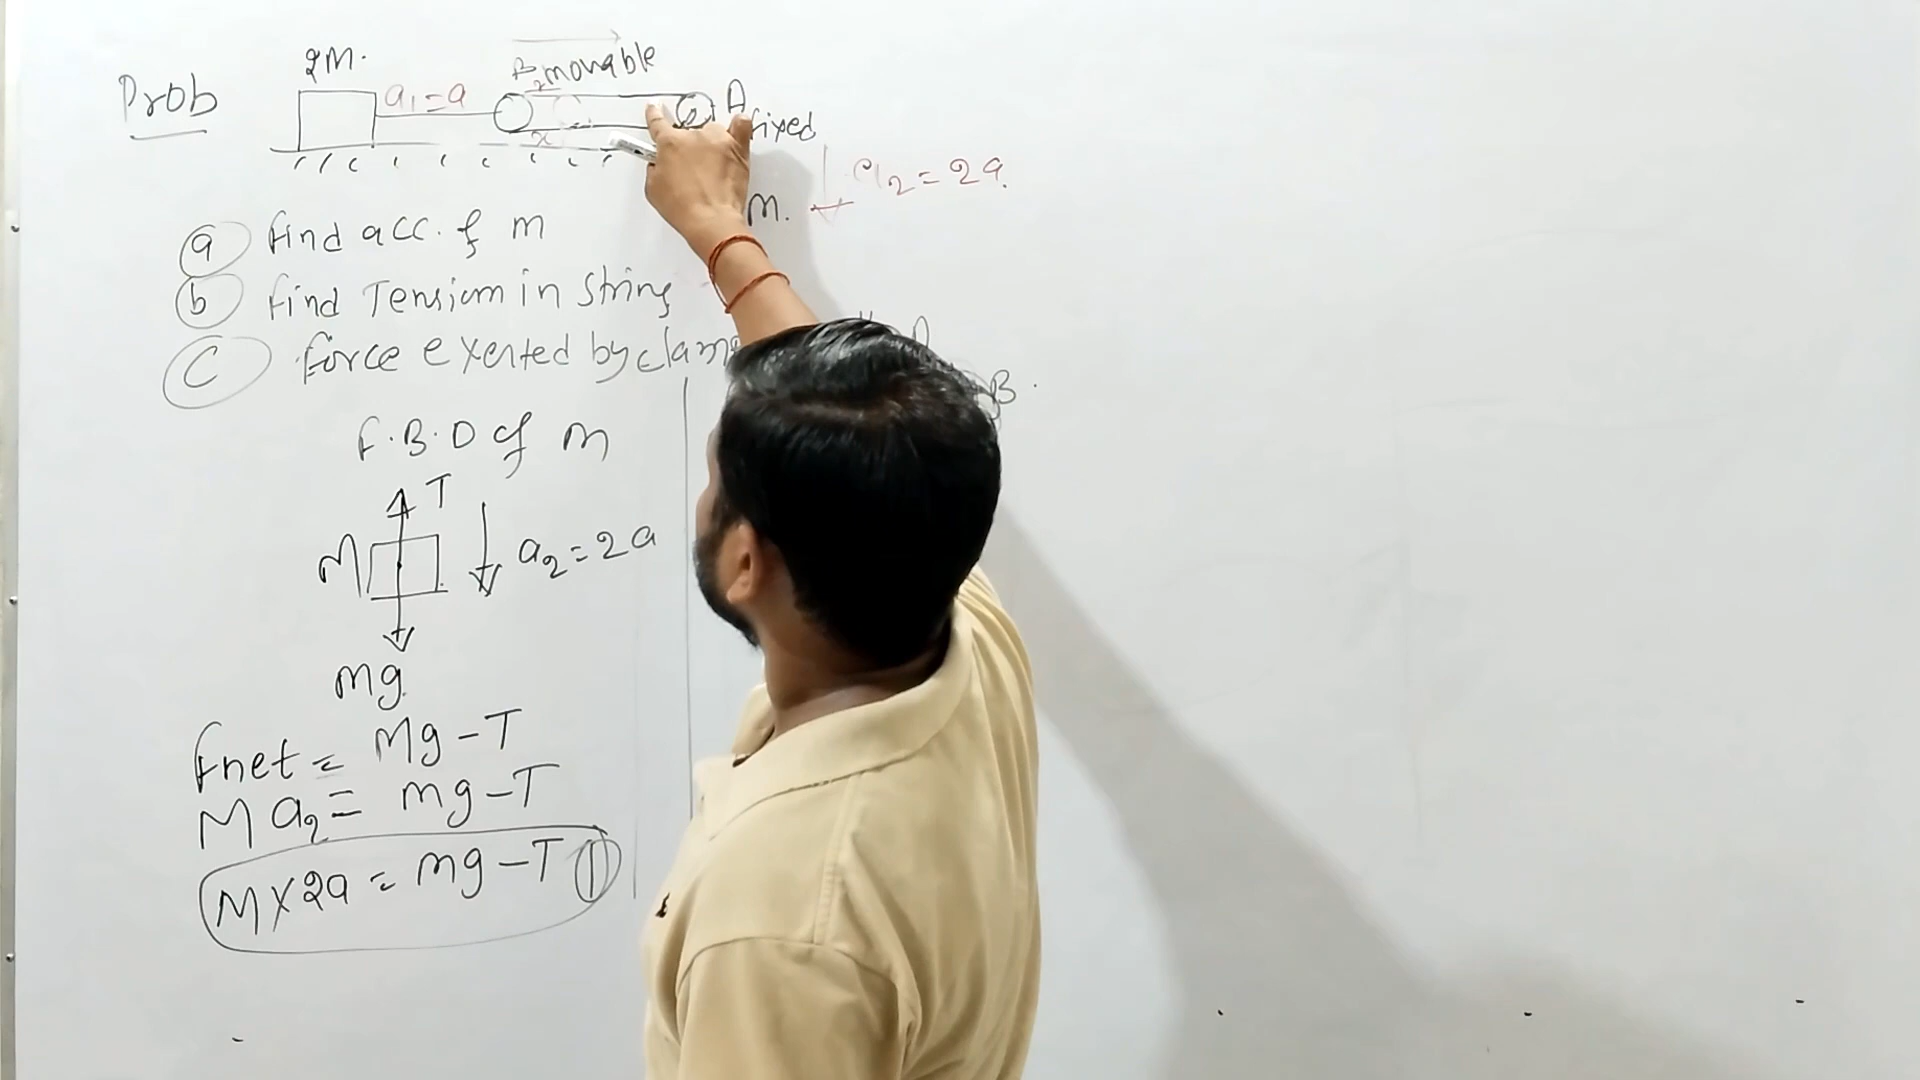 Prob
2M.
a₁ = a
B
movable
x
x
A
fixed
a₂ = 2a.
M.
(a) find acc. of m
(b) find Tension in string
(c) force exerted by clamp
B.
F.B.D of m
T
M
a₂ = 2a
mg
Fnet = Mg - T
M a₂ = mg - T
M X 2a = mg - T (1)